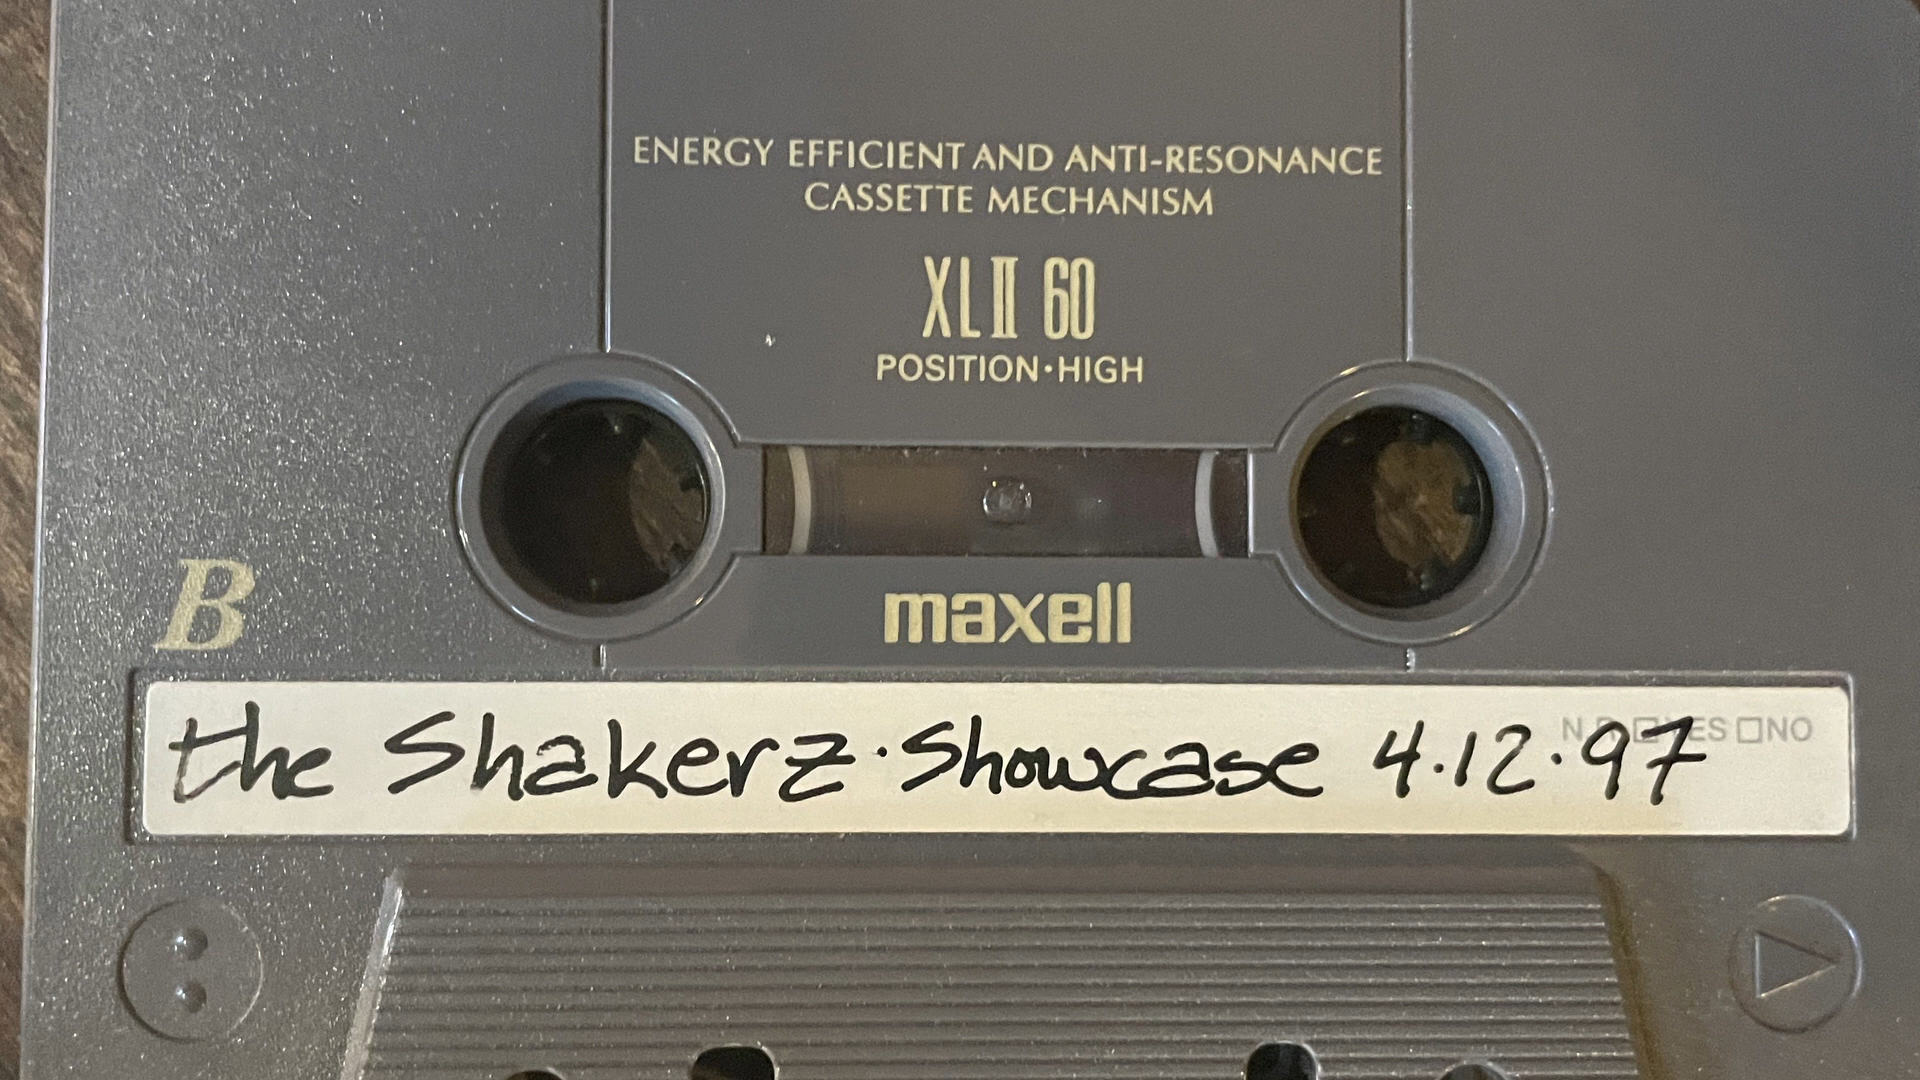 ENERGY EFFICIENT AND ANTI-RESONANCE
CASSETTE MECHANISM
XLII 60
POSITION·HIGH
maxell
B
the Shakerz·Showcase 4.12.97
N.R. □YES □NO